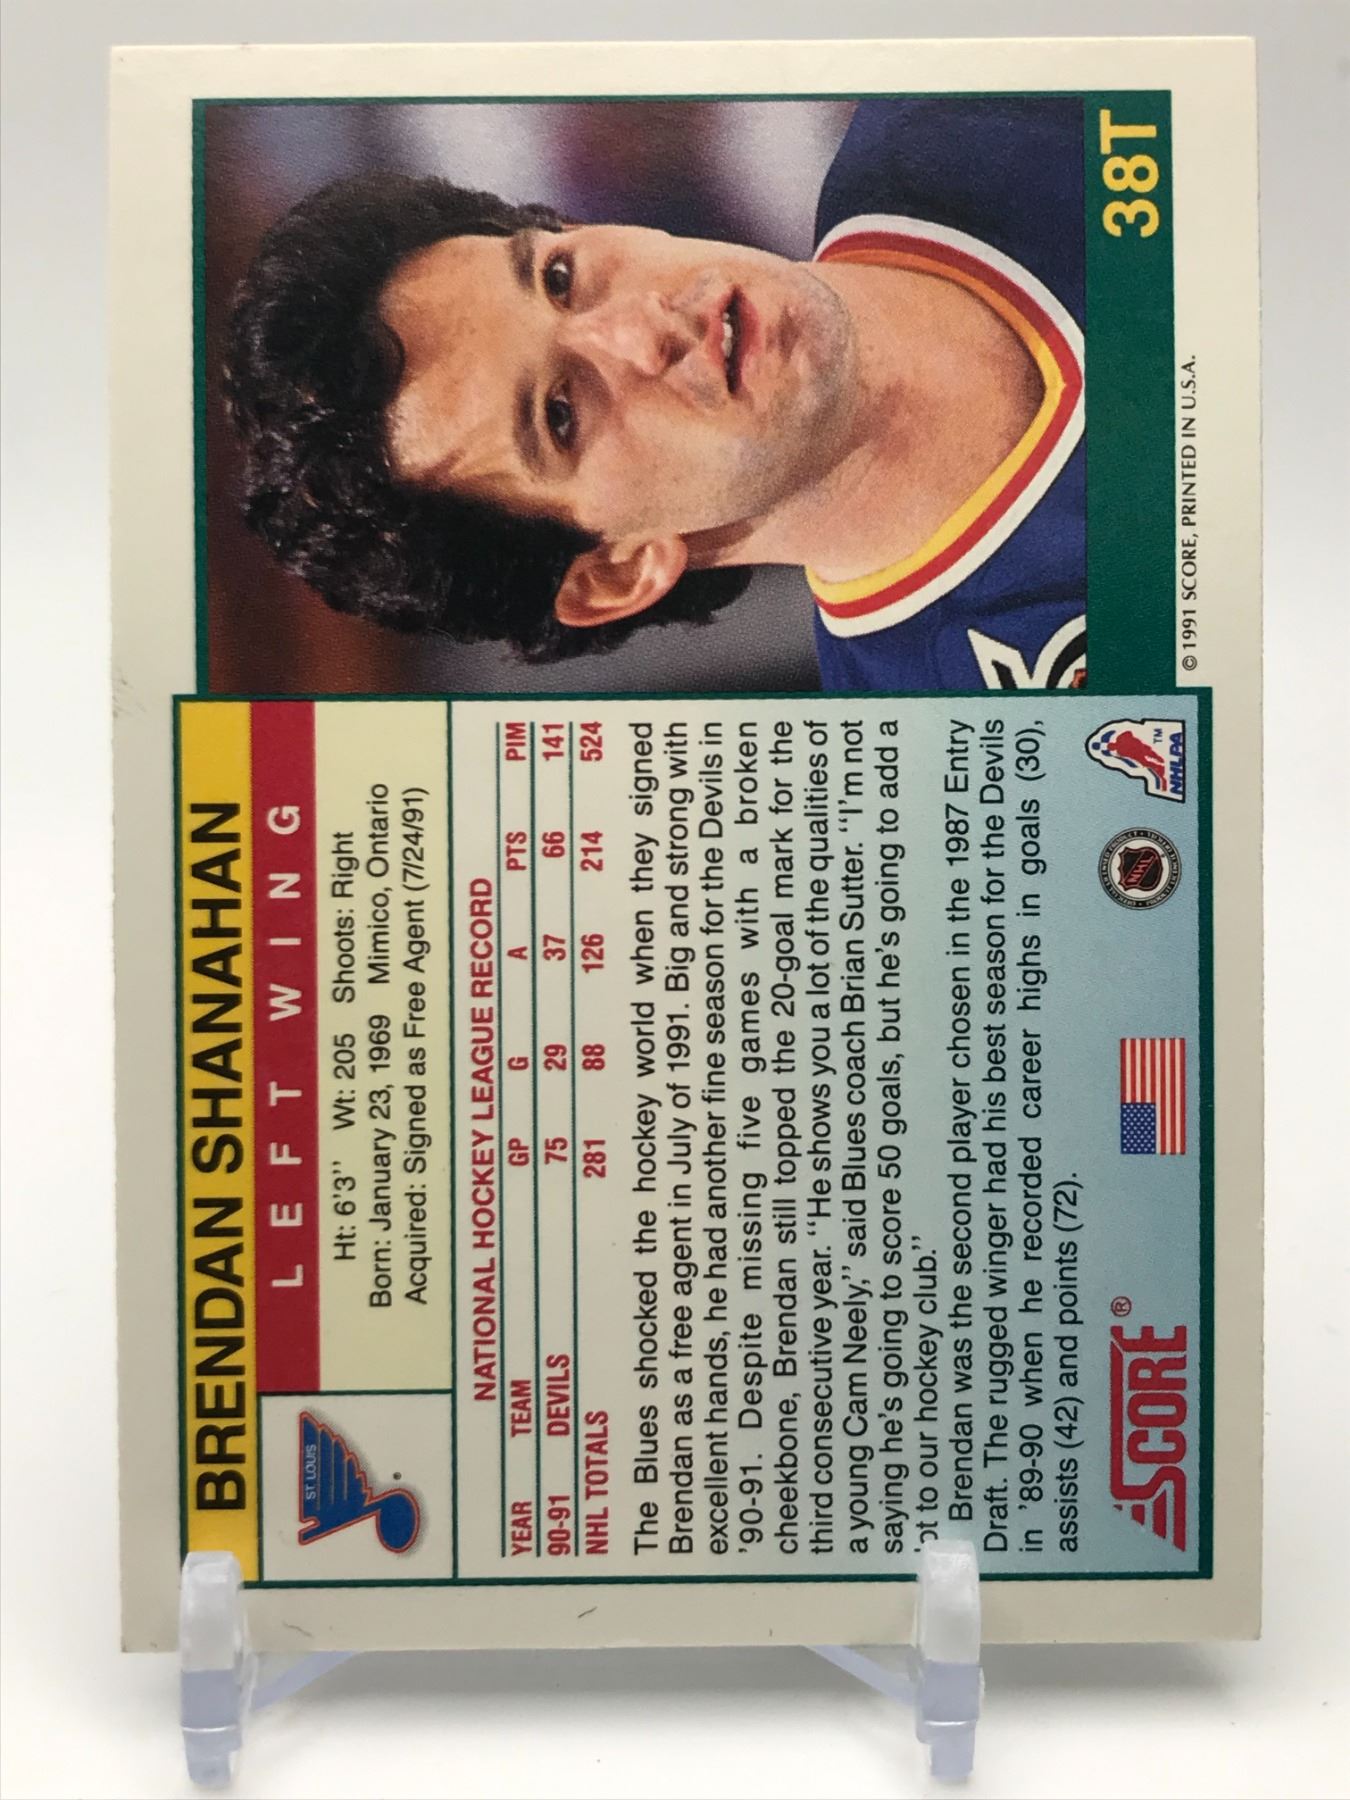 BRENDAN SHANAHAN
LEFT WING
ST. LOUIS
Ht: 6'3" Wt: 205 Shoots: Right
Born: January 23, 1969 Mimico, Ontario
Acquired: Signed as Free Agent (7/24/91)
NATIONAL HOCKEY LEAGUE RECORD
YEAR TEAM GP G A PTS PIM
90-91 DEVILS 75 29 37 66 141
NHL TOTALS 281 88 126 214 524
The Blues shocked the hockey world when they signed
Brendan as a free agent in July of 1991. Big and strong with
excellent hands, he had another fine season for the Devils in
'90-91. Despite missing five games with a broken
cheekbone, Brendan still topped the 20-goal mark for the
third consecutive year. "He shows you a lot of the qualities of
a young Cam Neely," said Blues coach Brian Sutter. "I'm not
saying he's going to score 50 goals, but he's going to add a
to our hockey club."
Brendan was the second player chosen in the 1987 Entry
Draft. The rugged winger had his best season for the Devils
in '89-90 when he recorded career highs in goals (30),
assists (42) and points (72).
SCORE®
NHL
NHLPA TM
38T
© 1991 SCORE, PRINTED IN U.S.A.